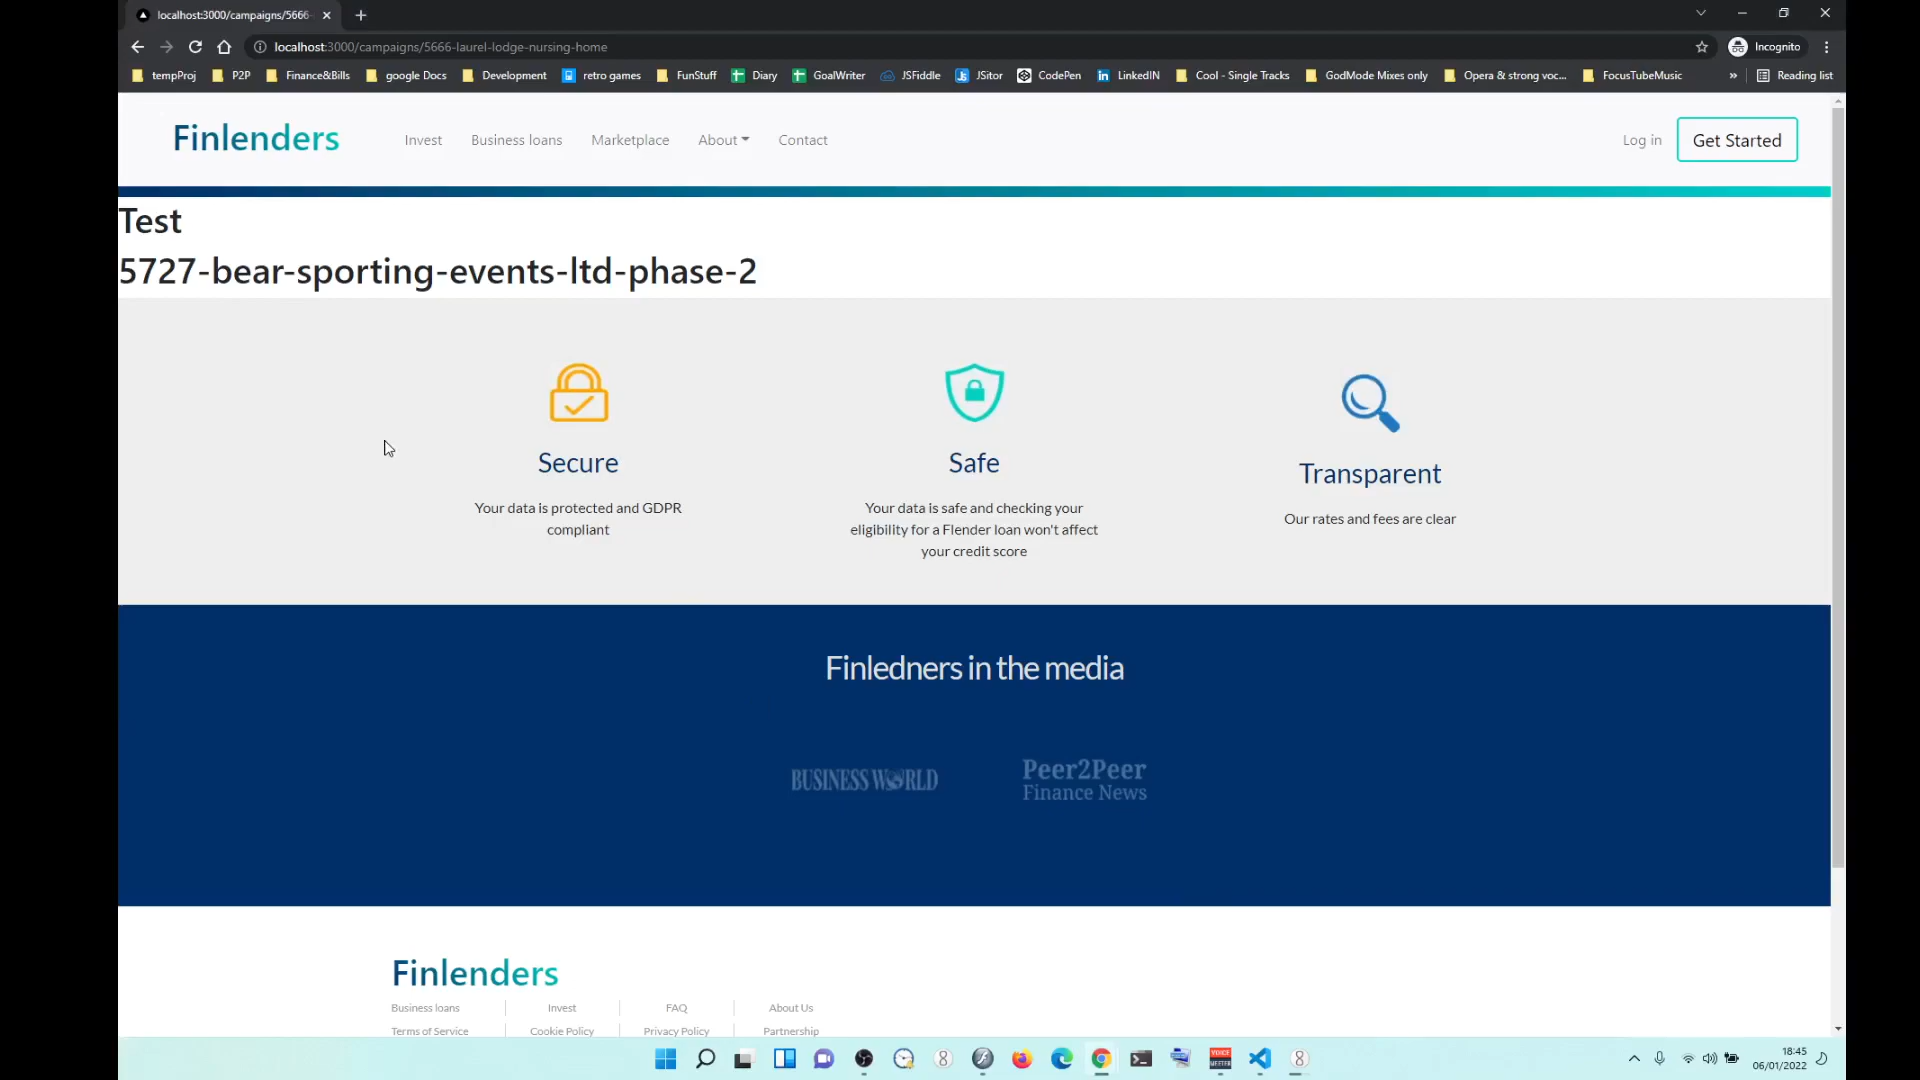 localhost:3000/campaigns/5666-
localhost:3000/campaigns/5666-laurel-lodge-nursing-home
Incognito
tempProj
P2P
Finance&Bills
google Docs
Development
retro games
FunStuff
Diary
GoalWriter
JSFiddle
JSitor
CodePen
LinkedIN
Cool - Single Tracks
GodMode Mixes only
Opera & strong voc...
FocusTubeMusic
»
Reading list
Finlenders
Invest
Business loans
Marketplace
About
Contact
Log in
Get Started
Test
5727-bear-sporting-events-ltd-phase-2
Secure
Your data is protected and GDPR
compliant
Safe
Your data is safe and checking your
eligibility for a Flender loan won't affect
your credit score
Transparent
Our rates and fees are clear
Finledners in the media
BUSINESS WORLD
Peer2Peer
Finance News
Finlenders
Business loans
Invest
FAQ
About Us
Terms of Service
Cookie Policy
Privacy Policy
Partnership
18:45
06/01/2022